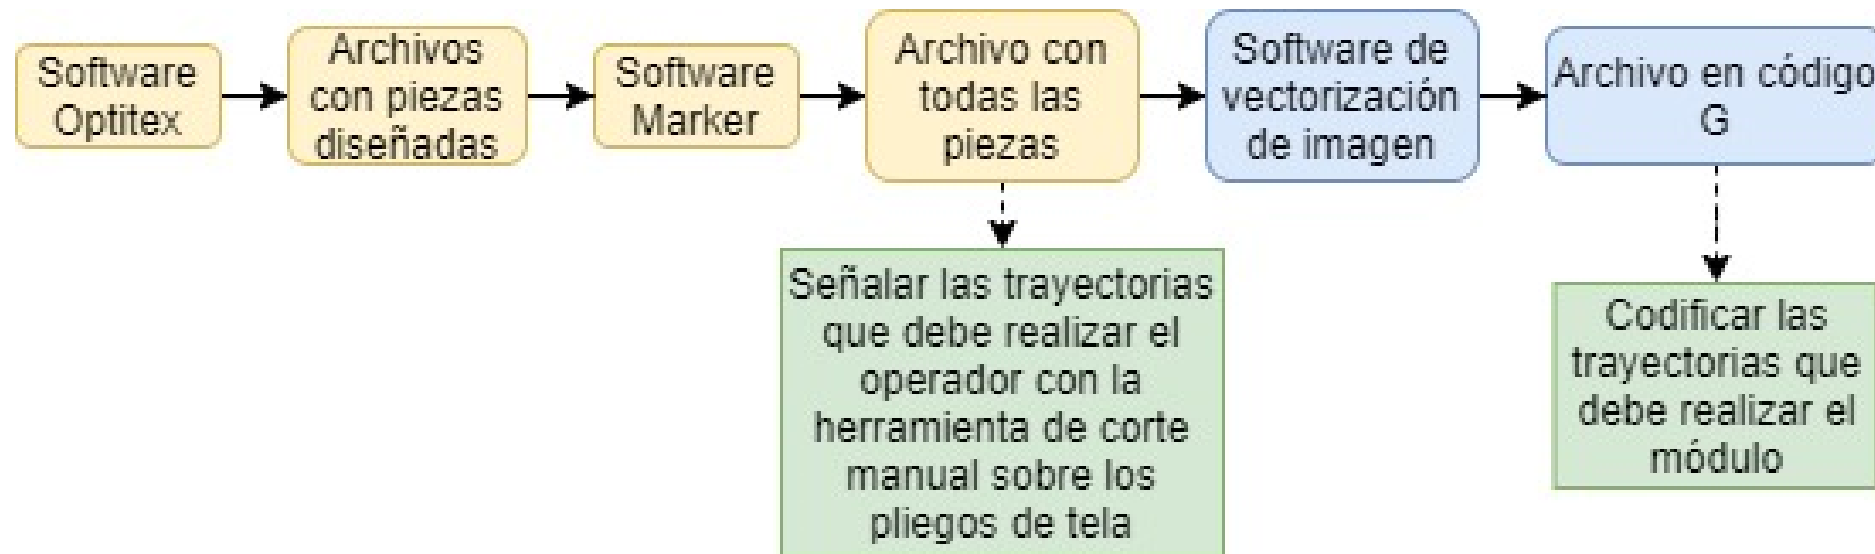 Software
Optitex
Archivos
con piezas
diseñadas
Software
Marker
Archivo con
todas las
piezas
Software de
vectorización
de imagen
Archivo en código
G
Señalar las trayectorias
que debe realizar el
operador con la
herramienta de corte
manual sobre los
pliegos de tela
Codificar las
trayectorias que
debe realizar el
módulo